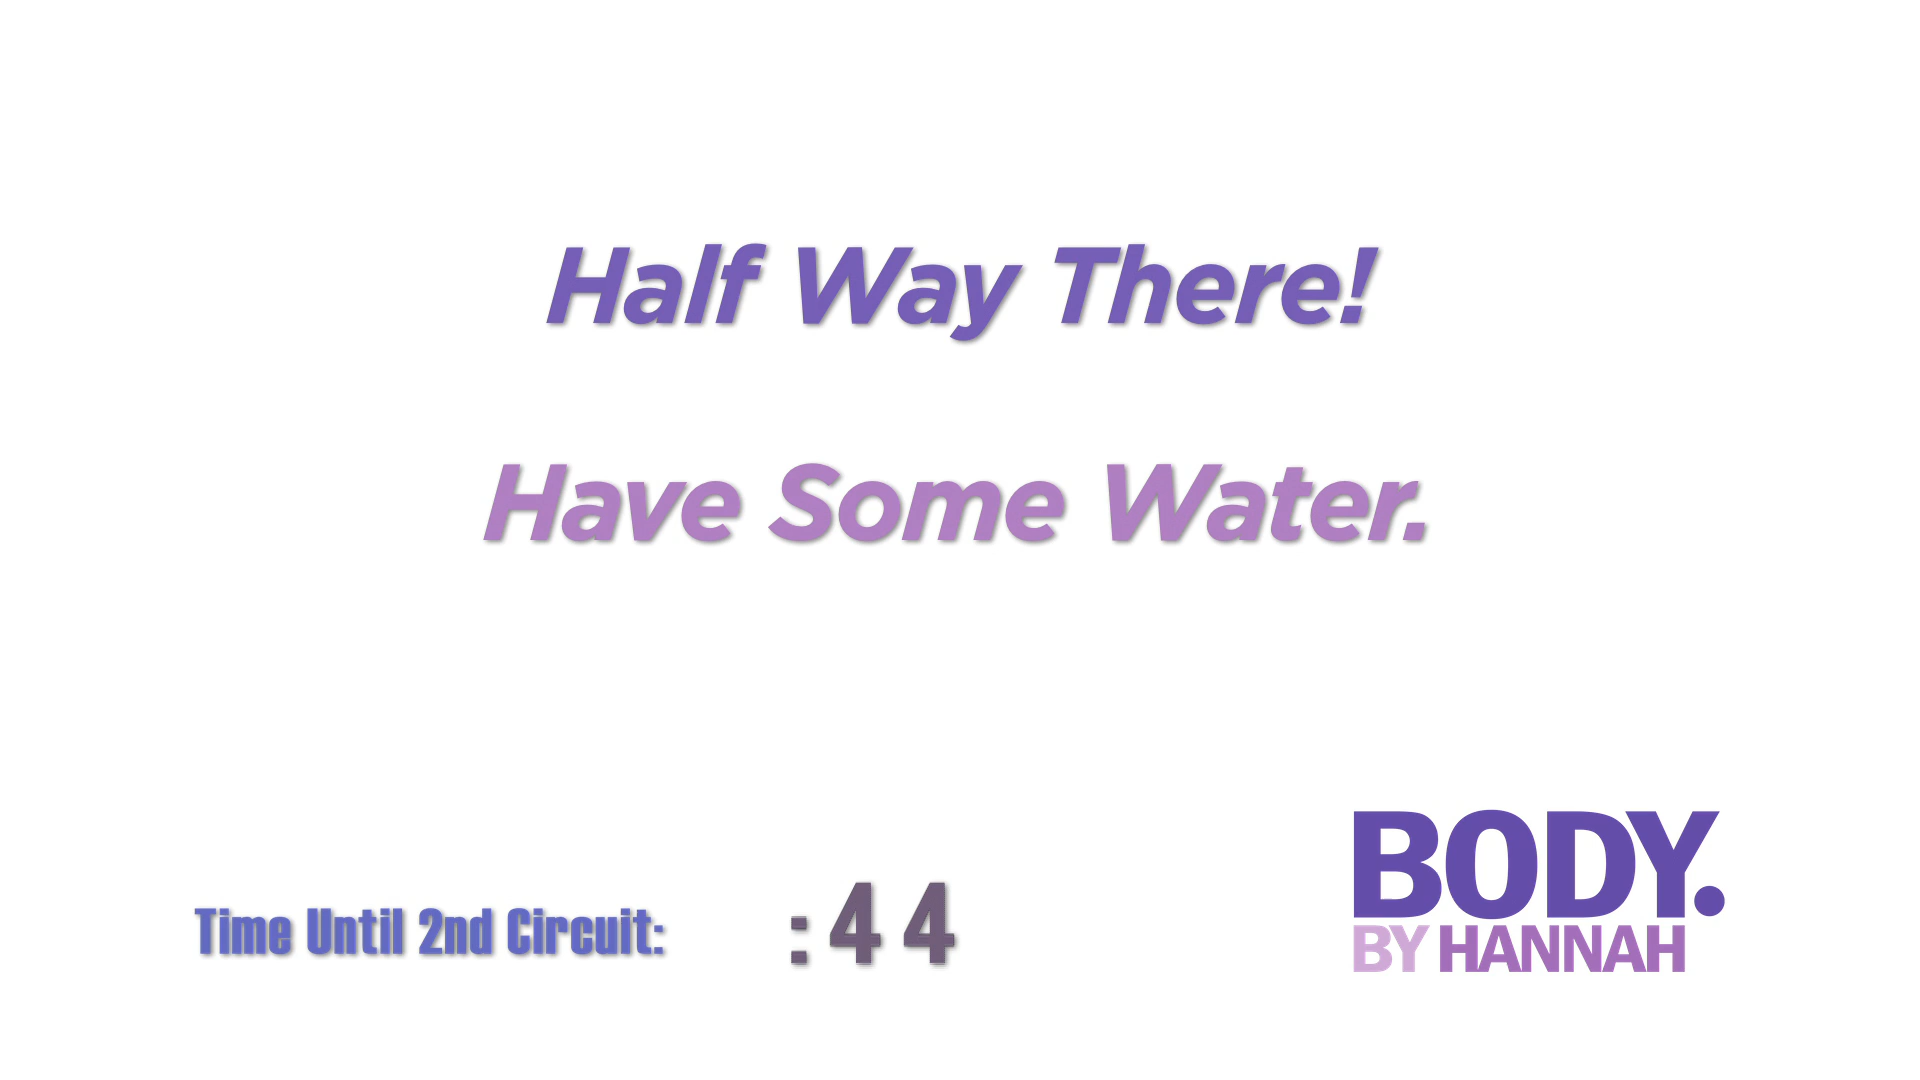 Half Way There!
Have Some Water.
Time Until 2nd Circuit: :44
BODY.
BY HANNAH